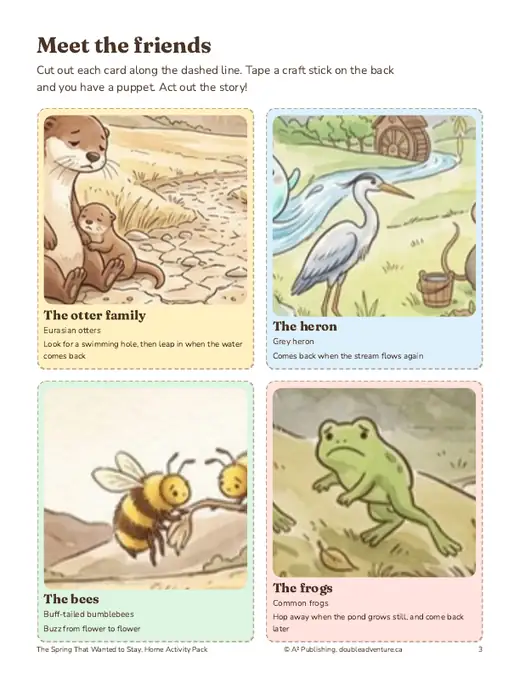 Meet the friends
Cut out each card along the dashed line. Tape a craft stick on the back
and you have a puppet. Act out the story!
The otter family
Eurasian otters
Look for a swimming hole, then leap in when the water
comes back
The heron
Grey heron
Comes back when the stream flows again
The bees
Buff-tailed bumblebees
Buzz from flower to flower
The frogs
Common frogs
Hop away when the pond grows still, and come back
later
The Spring That Wanted to Stay, Home Activity Pack
© A² Publishing, doubleadventure.ca
3